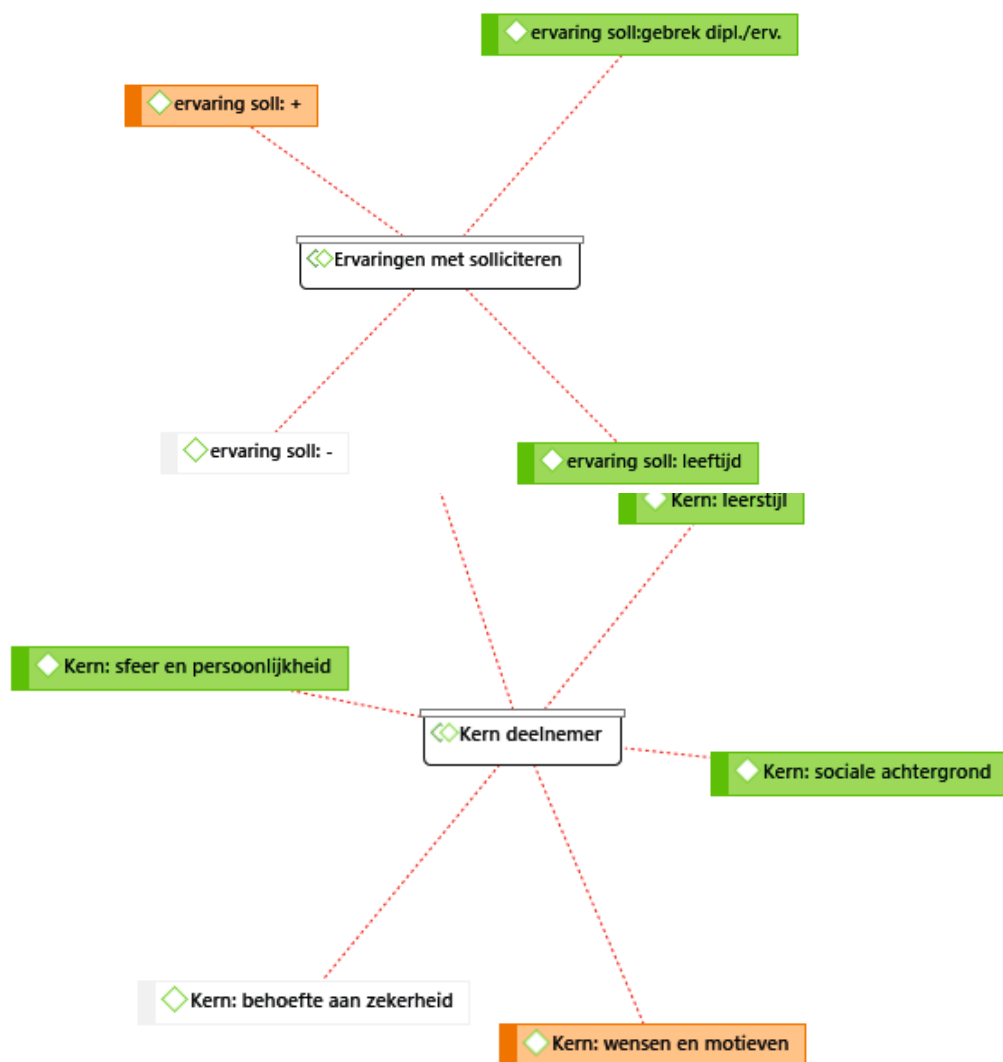 ervaring soll:gebrek dipl./erv.
ervaring soll: +
Ervaringen met solliciteren
ervaring soll: -
ervaring soll: leeftijd
Kern: leerstijl
Kern: sfeer en persoonlijkheid
Kern deelnemer
Kern: sociale achtergrond
Kern: behoefte aan zekerheid
Kern: wensen en motieven